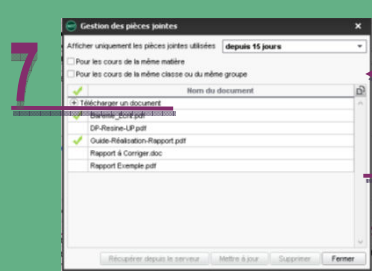 Gestion des pièces jointes
7
Afficher uniquement les pièces jointes utilisées depuis 15 jours
Pour les cours de la même matière
Pour les cours de la même classe ou du même groupe
Nom du document
Télécharger un document
DP-Resine-UP.pdf
Guide-Réalisation-Rapport.pdf
Rapport à Corriger.doc
Rapport Exemple.pdf
Récupérer depuis le serveur Mettre à jour Supprimer Fermer